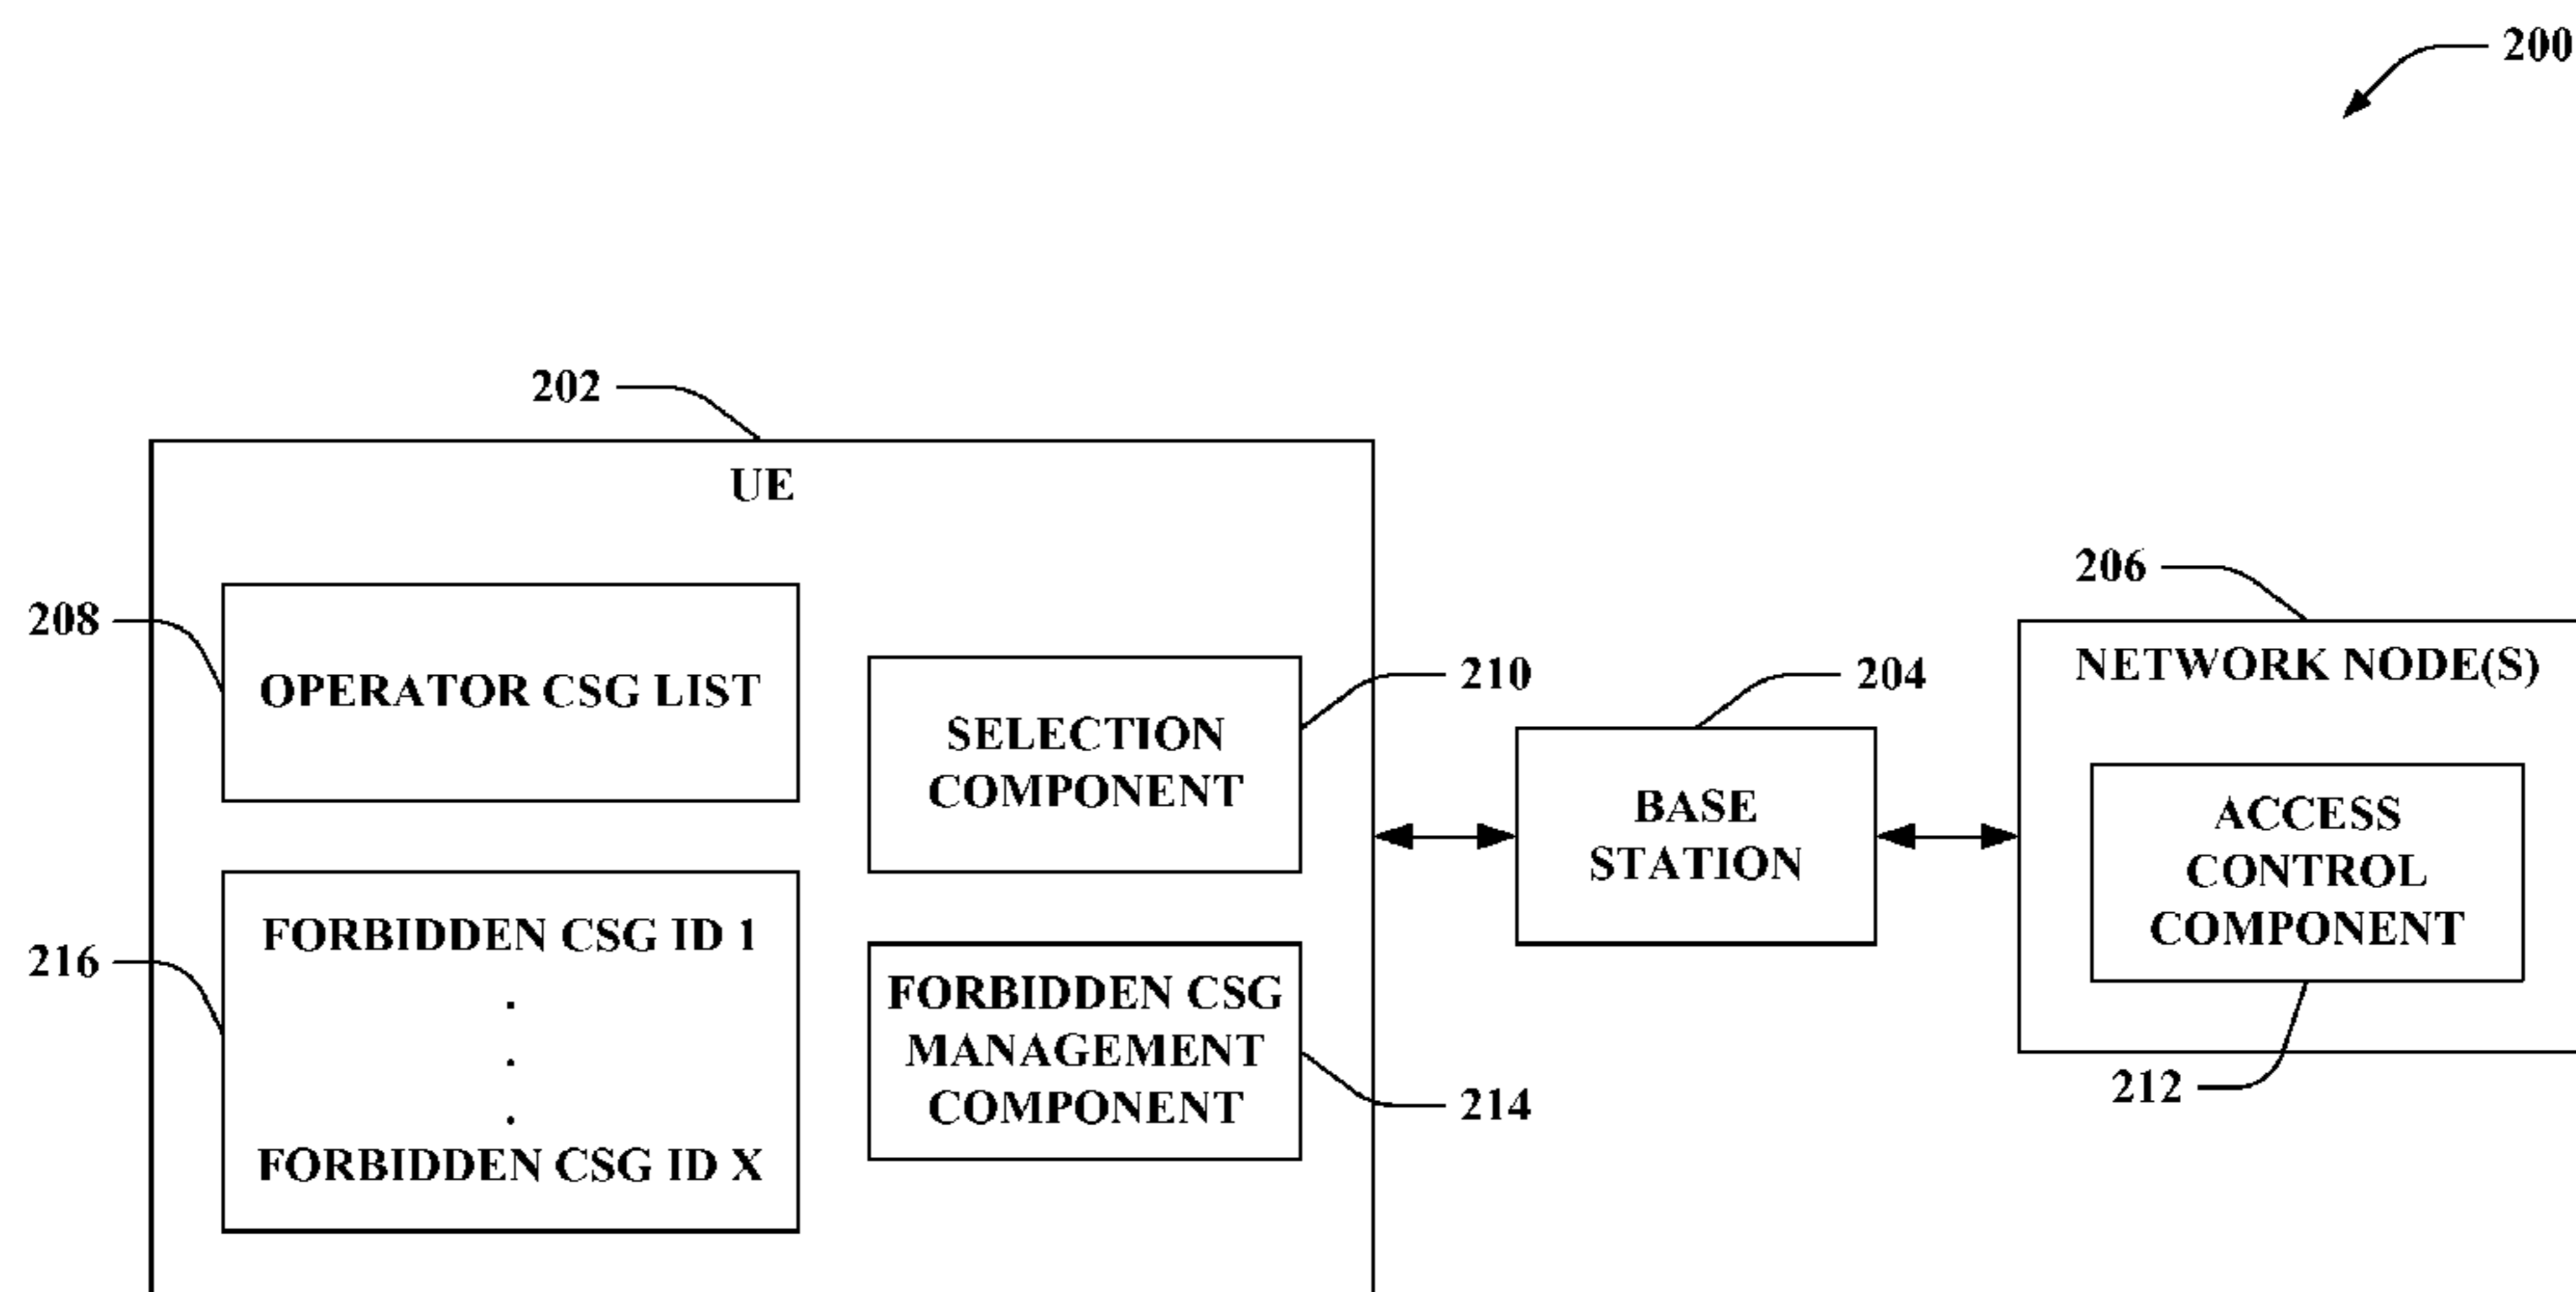 200
202
UE
206
208
OPERATOR CSG LIST
210
SELECTION
COMPONENT
204
BASE
STATION
NETWORK NODE(S)
ACCESS
CONTROL
COMPONENT
212
216
FORBIDDEN CSG ID 1
.
.
.
FORBIDDEN CSG ID X
FORBIDDEN CSG
MANAGEMENT
COMPONENT
214